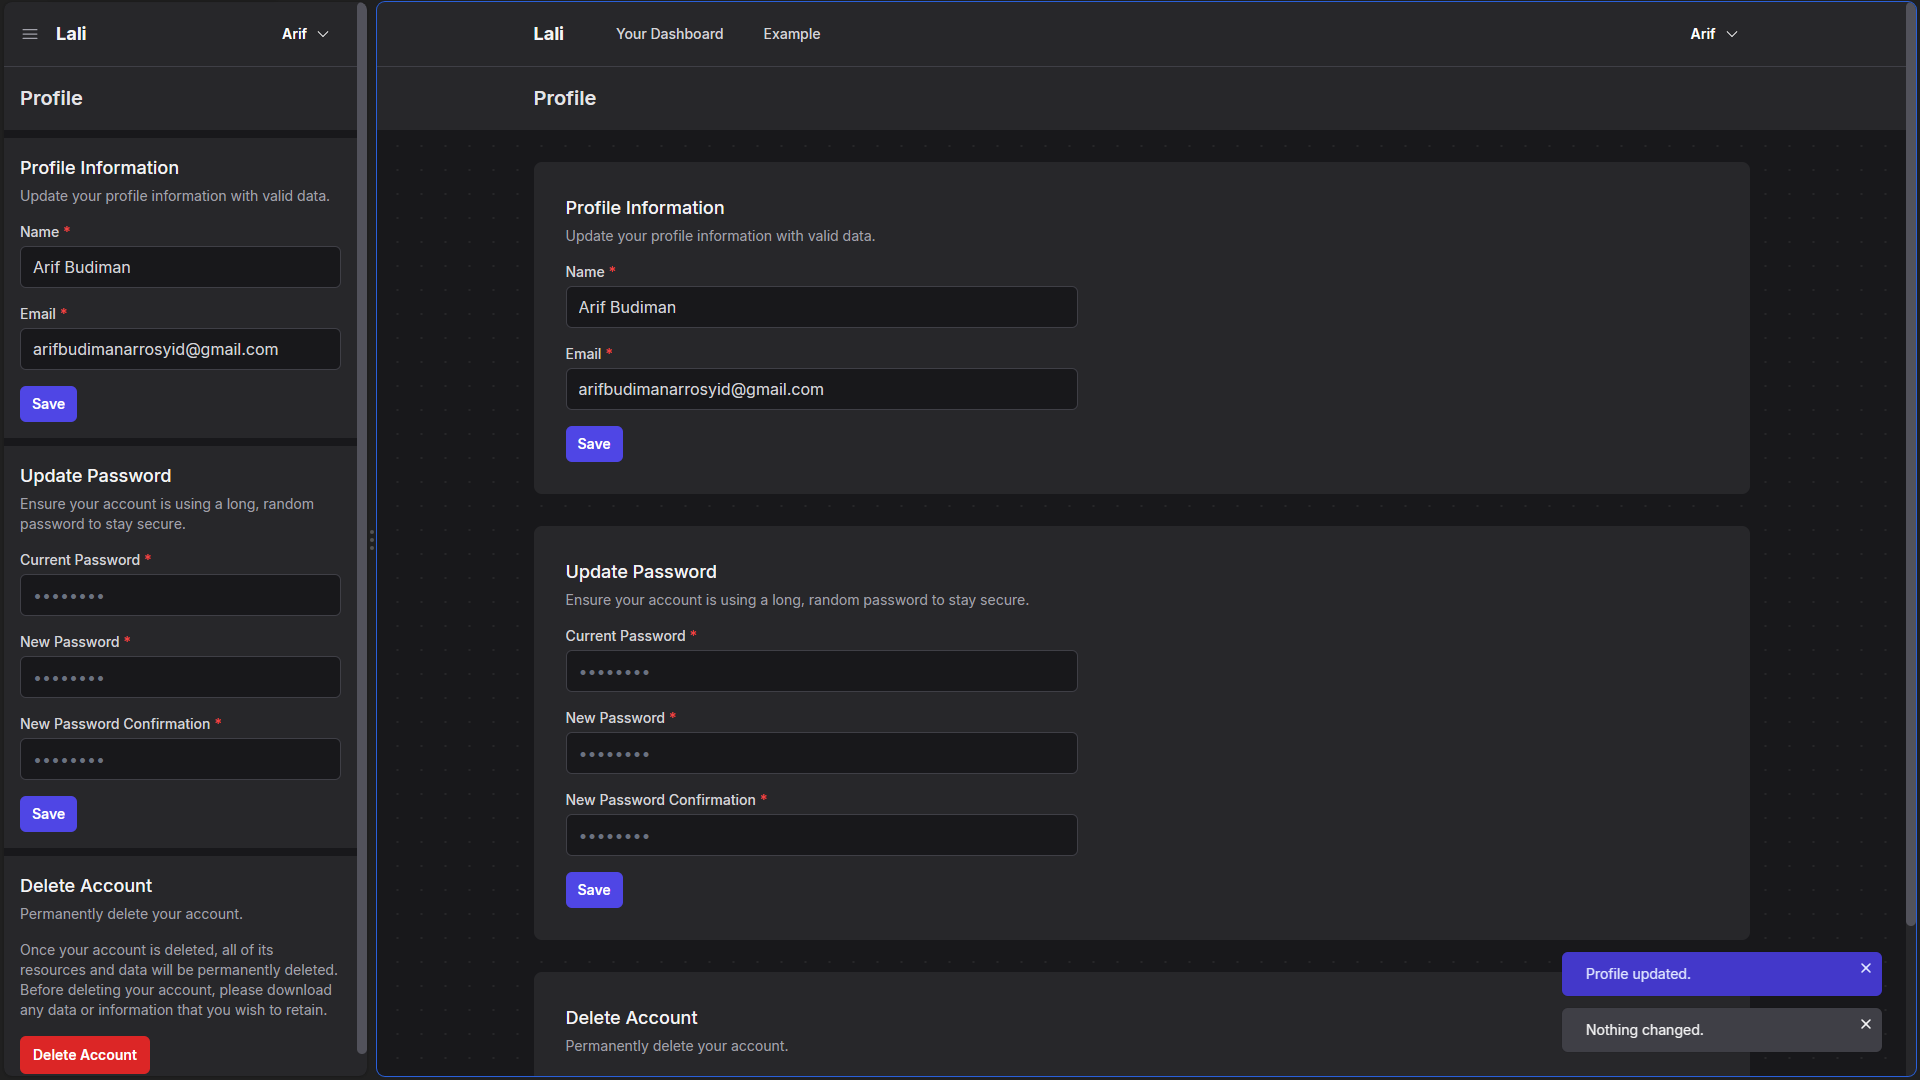 Lali
Arif
Profile
Profile Information
Update your profile information with valid data.
Name *
Arif Budiman
Email *
arifbudimanarrosyid@gmail.com
Save
Update Password
Ensure your account is using a long, random
password to stay secure.
Current Password *
••••••••
New Password *
••••••••
New Password Confirmation *
••••••••
Save
Delete Account
Permanently delete your account.
Once your account is deleted, all of its
resources and data will be permanently deleted.
Before deleting your account, please download
any data or information that you wish to retain.
Delete Account
Lali Your Dashboard Example Arif
Profile
Profile Information
Update your profile information with valid data.
Name *
Arif Budiman
Email *
arifbudimanarrosyid@gmail.com
Save
Update Password
Ensure your account is using a long, random password to stay secure.
Current Password *
••••••••
New Password *
••••••••
New Password Confirmation *
••••••••
Save
Delete Account
Permanently delete your account.
Profile updated.
Nothing changed.